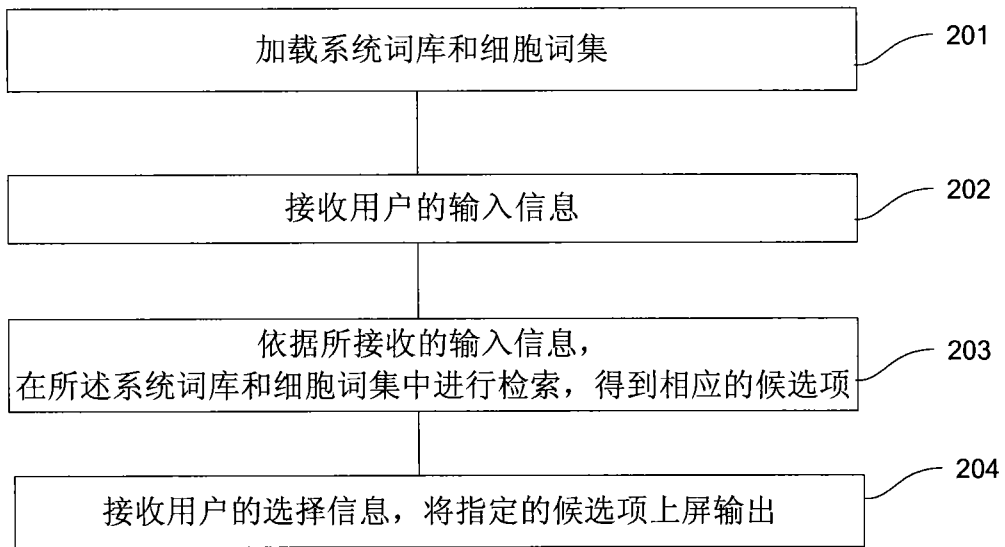 加载系统词库和细胞词集
201
接收用户的输入信息
202
依据所接收的输入信息，
在所述系统词库和细胞词集中进行检索，得到相应的候选项
203
接收用户的选择信息，将指定的候选项上屏输出
204